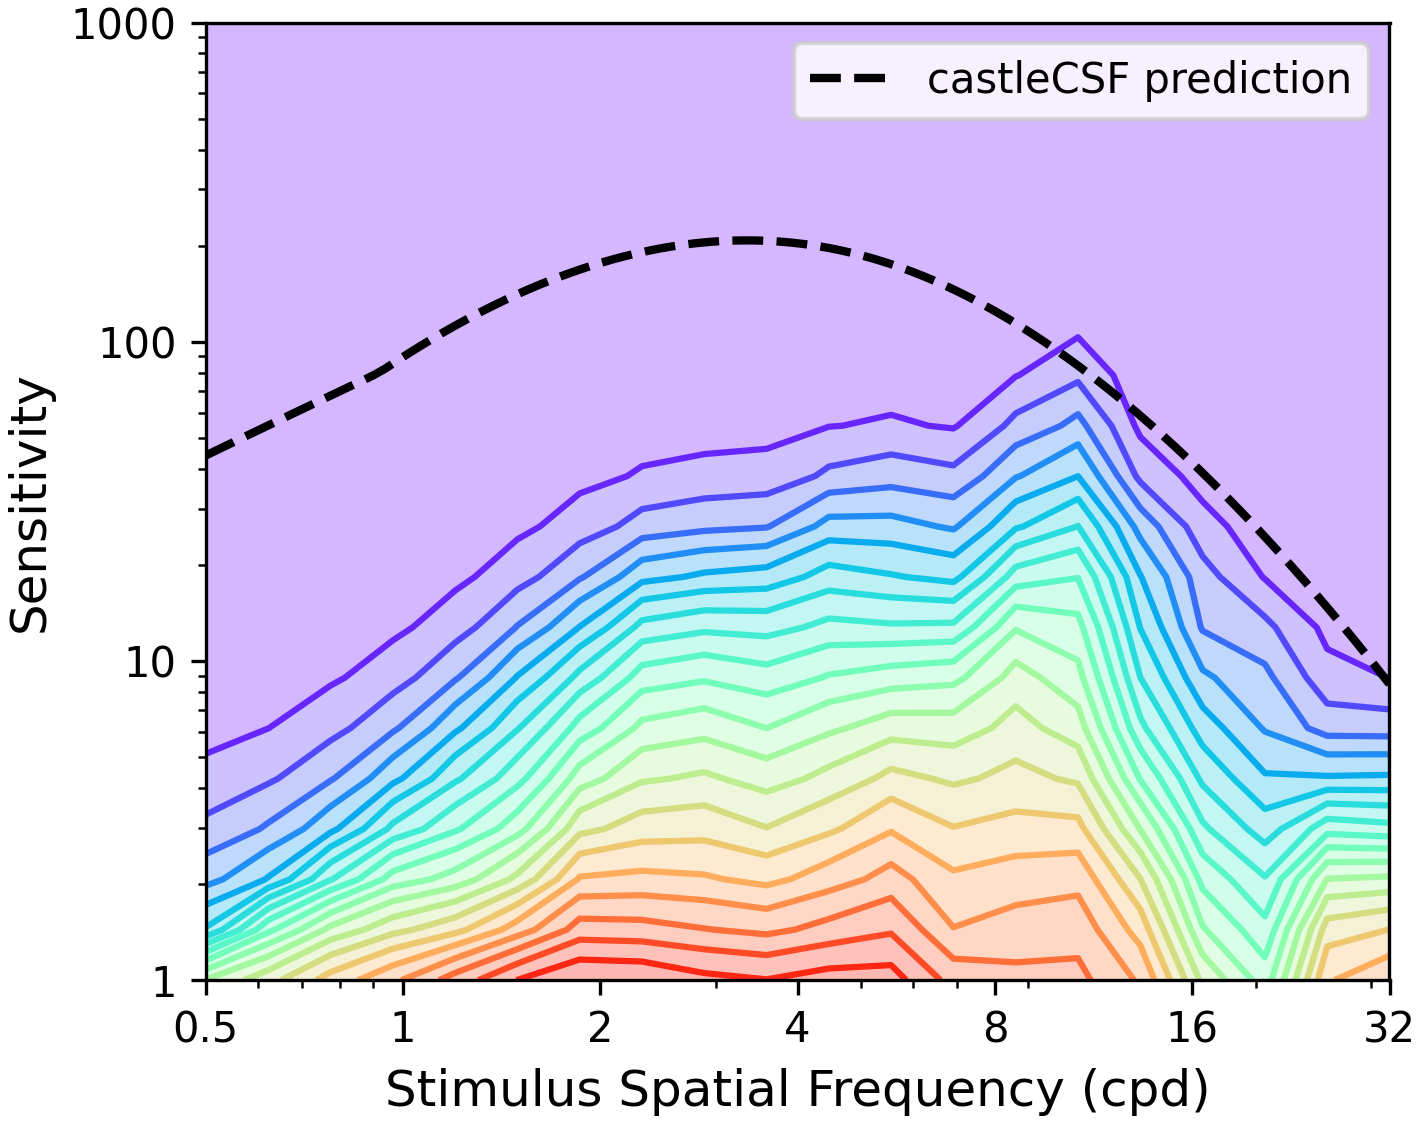 1000
100
10
1
Sensitivity
castleCSF prediction
0.5 1 2 4 8 16 32
Stimulus Spatial Frequency (cpd)